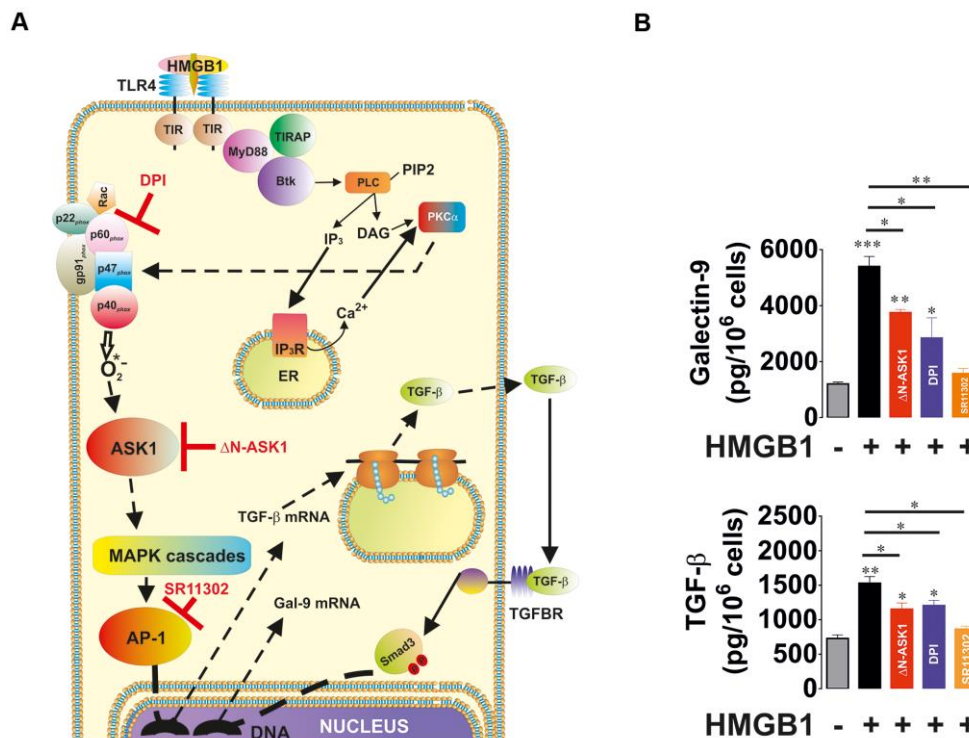 A
HMGB1
TLR4
TIR
TIR
MyD88
TIRAP
Btk
PLC
PIP2
IP₃
DAG
PKCα
DPI
Rac
p22phox
p60phox
gp91phox
p47phox
p40phox
O₂*-
Ca²⁺
IP₃R
ER
ASK1
ΔN-ASK1
MAPK cascades
SR11302
AP-1
TGF-β mRNA
Gal-9 mRNA
TGF-β
TGF-β
TGF-β
TGFBR
Smad3
DNA
NUCLEUS
B
Galectin-9
(pg/10⁶ cells)
6000
4000
2000
0
**
*
*
***
**
*
ΔN-ASK1
DPI
SR11302
HMGB1 - + + + +
TGF-β
(pg/10⁶ cells)
2500
2000
1500
1000
500
0
*
*
*
**
*
*
ΔN-ASK1
DPI
SR11302
HMGB1 - + + + +